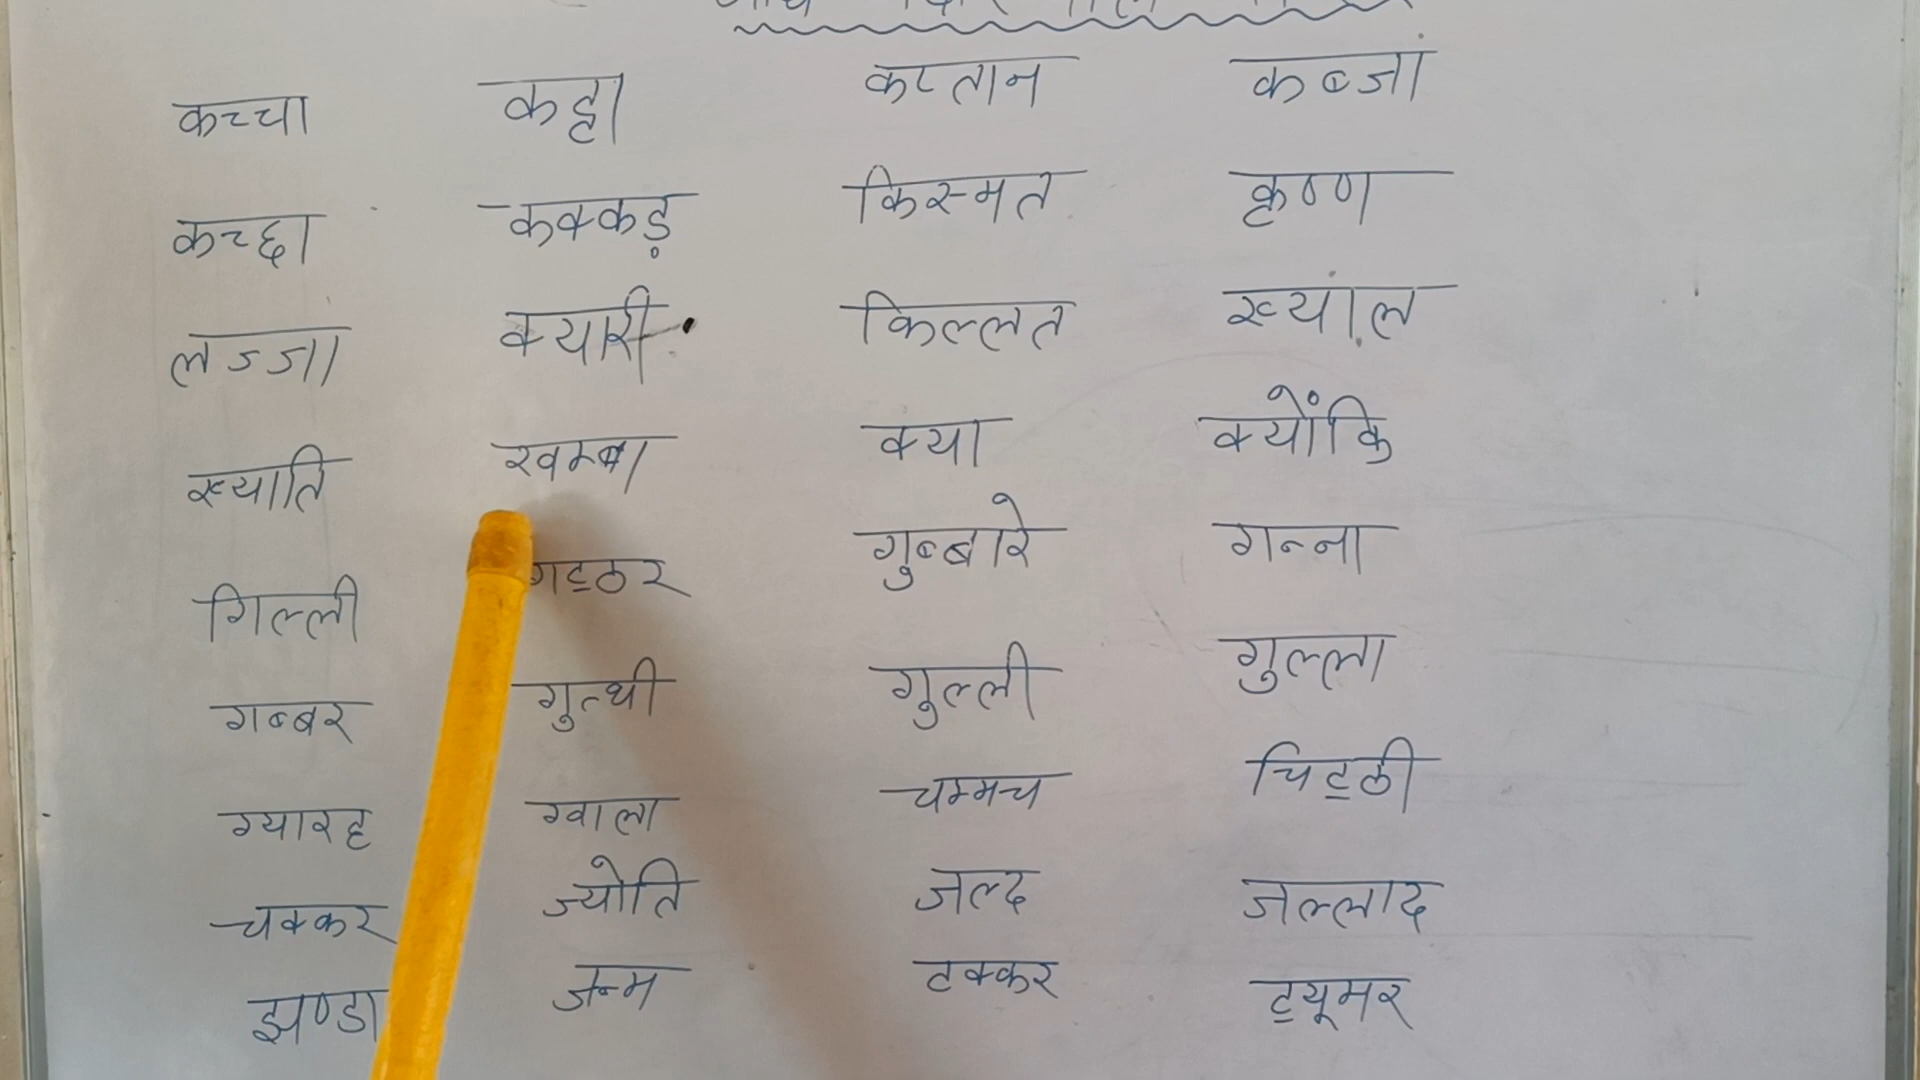 कच्चा कट्टा कप्तान कब्जा
कच्छा कक्कड़ किस्मत कृष्ण
लज्जा क्यारी किल्लत ख्याल
ख्याति खम्बा क्या क्योंकि
गिल्ली गट्ठर गुब्बारे गन्ना
गब्बर गुत्थी गुल्ली गुल्ला
ग्यारह ग्वाला चम्मच चिट्ठी
चक्कर ज्योति जल्द जल्लाद
झण्डा जन्म टक्कर ट्यूमर